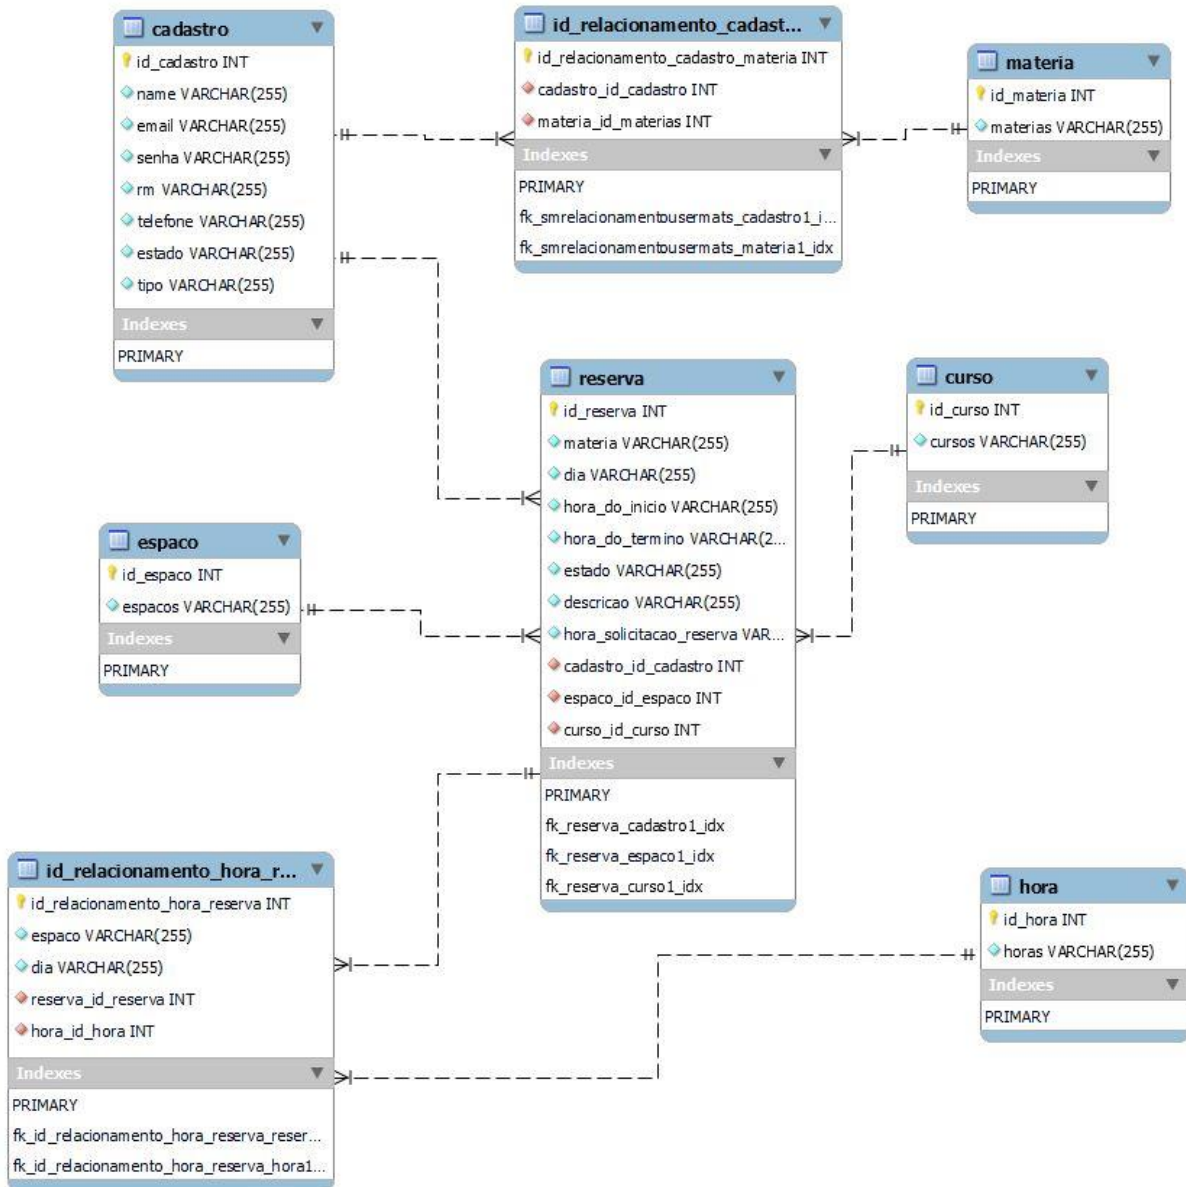 cadastro
id_cadastro INT
name VARCHAR(255)
email VARCHAR(255)
senha VARCHAR(255)
rm VARCHAR(255)
telefone VARCHAR(255)
estado VARCHAR(255)
tipo VARCHAR(255)
Indexes
PRIMARY
id_relacionamento_cadast...
id_relacionamento_cadastro_materia INT
cadastro_id_cadastro INT
materia_id_materias INT
Indexes
PRIMARY
fk_smrelacionamentousermats_cadastro1_i...
fk_smrelacionamentousermats_materia1_idx
materia
id_materia INT
materias VARCHAR(255)
Indexes
PRIMARY
reserva
id_reserva INT
materia VARCHAR(255)
dia VARCHAR(255)
hora_do_inicio VARCHAR(255)
hora_do_termino VARCHAR(2...
estado VARCHAR(255)
descricao VARCHAR(255)
hora_solicitacao_reserva VAR...
cadastro_id_cadastro INT
espaco_id_espaco INT
curso_id_curso INT
Indexes
PRIMARY
fk_reserva_cadastro1_idx
fk_reserva_espaco1_idx
fk_reserva_curso1_idx
curso
id_curso INT
cursos VARCHAR(255)
Indexes
PRIMARY
espaco
id_espaco INT
espacos VARCHAR(255)
Indexes
PRIMARY
id_relacionamento_hora_r...
id_relacionamento_hora_reserva INT
espaco VARCHAR(255)
dia VARCHAR(255)
reserva_id_reserva INT
hora_id_hora INT
Indexes
PRIMARY
fk_id_relacionamento_hora_reserva_reser...
fk_id_relacionamento_hora_reserva_hora1...
hora
id_hora INT
horas VARCHAR(255)
Indexes
PRIMARY